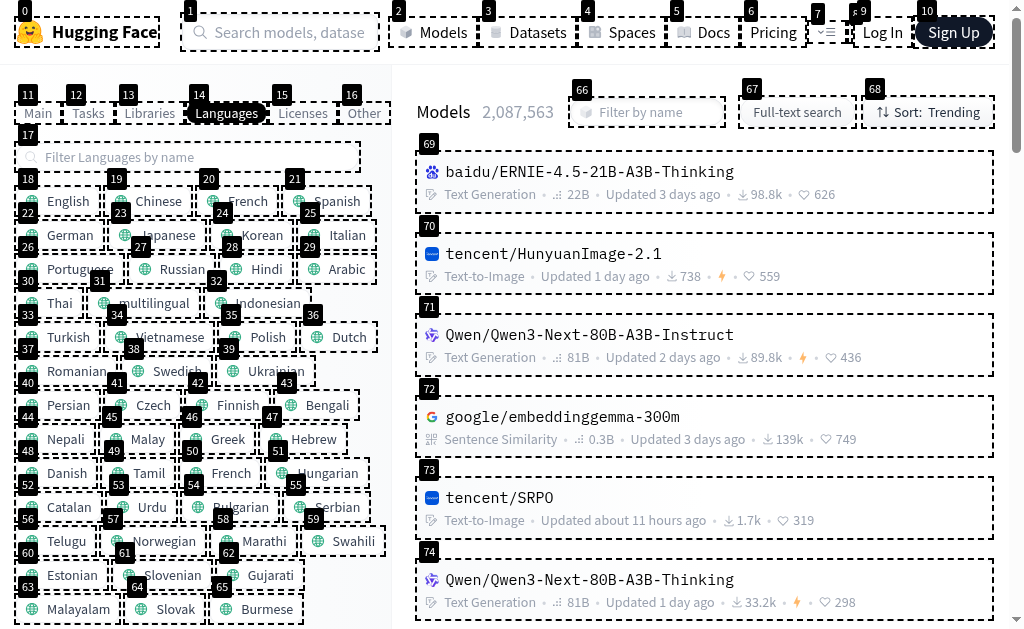 0 1 2 3 4 5 6 7 8 9 10
Hugging Face Search models, datase Models Datasets Spaces Docs Pricing Log In Sign Up
11 12 13 14 15 16
Main Tasks Libraries Languages Licenses Other
17
Filter Languages by name
18 19 20 21
English Chinese French Spanish
22 23 24 25
German Japanese Korean Italian
26 27 28 29
Portuguese Russian Hindi Arabic
30 31 32
Thai multilingual Indonesian
33 34 35 36
Turkish Vietnamese Polish Dutch
37 38 39
Romanian Swedish Ukrainian
40 41 42 43
Persian Czech Finnish Bengali
44 45 46 47
Nepali Malay Greek Hebrew
48 49 50 51
Danish Tamil French Hungarian
52 53 54 55
Catalan Urdu Bulgarian Serbian
56 57 58 59
Telugu Norwegian Marathi Swahili
60 61 62
Estonian Slovenian Gujarati
63 64 65
Malayalam Slovak Burmese
66 67 68
Models 2,087,563 Filter by name Full-text search Sort: Trending
69
baidu/ERNIE-4.5-21B-A3B-Thinking
Text Generation • 22B • Updated 3 days ago • 98.8k • 626
70
tencent/HunyuanImage-2.1
Text-to-Image • Updated 1 day ago • 738 • 559
71
Qwen/Qwen3-Next-80B-A3B-Instruct
Text Generation • 81B • Updated 2 days ago • 89.8k • 436
72
google/embeddinggemma-300m
Sentence Similarity • 0.3B • Updated 3 days ago • 139k • 749
73
tencent/SRPO
Text-to-Image • Updated about 11 hours ago • 1.7k • 319
74
Qwen/Qwen3-Next-80B-A3B-Thinking
Text Generation • 81B • Updated 1 day ago • 33.2k • 298